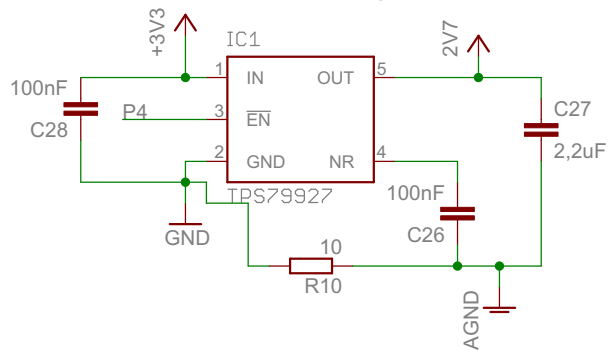 +3V3
IC1
2V7
1
IN
OUT
5
100nF
C28
P4
3
EN
C27
2,2uF
2
GND
NR
4
TPS79927
100nF
C26
GND
10
R10
AGND